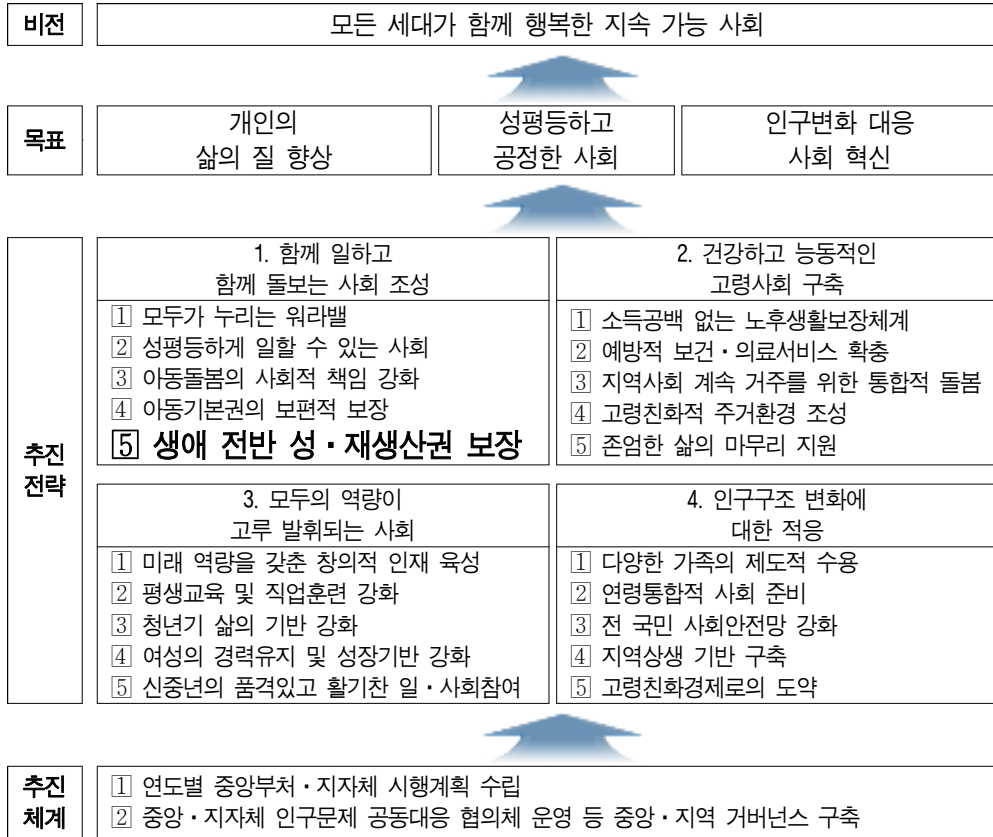 비전
모든 세대가 함께 행복한 지속 가능 사회
목표
개인의
삶의 질 향상
성평등하고
공정한 사회
인구변화 대응
사회 혁신
추진
전략
1. 함께 일하고
함께 돌보는 사회 조성
1 모두가 누리는 워라밸
2 성평등하게 일할 수 있는 사회
3 아동돌봄의 사회적 책임 강화
4 아동기본권의 보편적 보장
5 생애 전반 성・재생산권 보장
2. 건강하고 능동적인
고령사회 구축
1 소득공백 없는 노후생활보장체계
2 예방적 보건・의료서비스 확충
3 지역사회 계속 거주를 위한 통합적 돌봄
4 고령친화적 주거환경 조성
5 존엄한 삶의 마무리 지원
3. 모두의 역량이
고루 발휘되는 사회
1 미래 역량을 갖춘 창의적 인재 육성
2 평생교육 및 직업훈련 강화
3 청년기 삶의 기반 강화
4 여성의 경력유지 및 성장기반 강화
5 신중년의 품격있고 활기찬 일・사회참여
4. 인구구조 변화에
대한 적응
1 다양한 가족의 제도적 수용
2 연령통합적 사회 준비
3 전 국민 사회안전망 강화
4 지역상생 기반 구축
5 고령친화경제로의 도약
추진
체계
1 연도별 중앙부처・지자체 시행계획 수립
2 중앙・지자체 인구문제 공동대응 협의체 운영 등 중앙・지역 거버넌스 구축